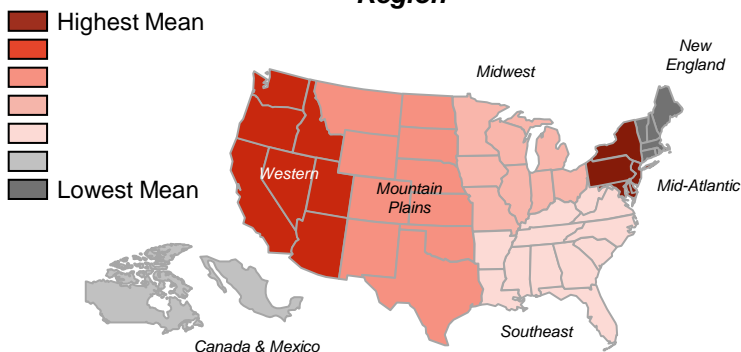 Region
Highest Mean
New
England
Midwest
Western
Mountain
Plains
Mid-Atlantic
Lowest Mean
Southeast
Canada & Mexico